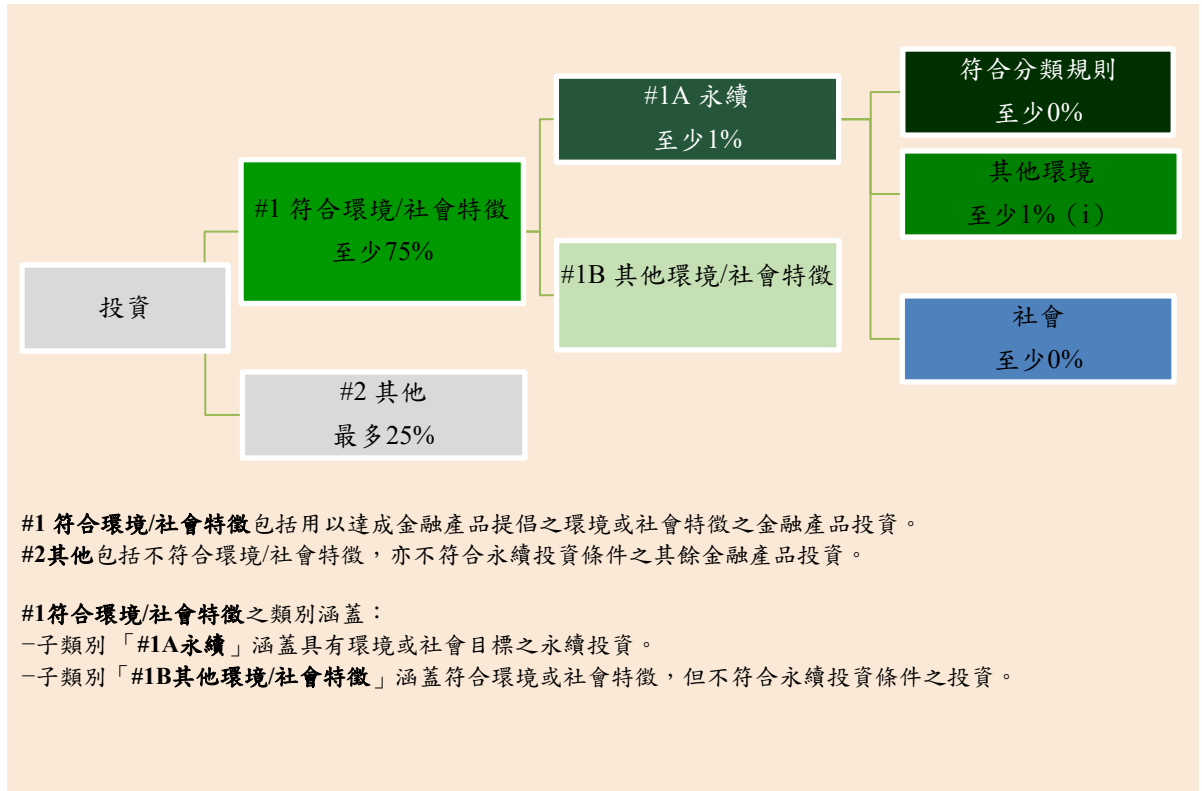 #1A 永續
至少1%
符合分類規則
至少0%
其他環境
至少1%（i）
#1 符合環境/社會特徵
至少75%
#1B 其他環境/社會特徵
投資
社會
至少0%
#2 其他
最多25%
#1 符合環境/社會特徵包括用以達成金融產品提倡之環境或社會特徵之金融產品投資。
#2其他包括不符合環境/社會特徵，亦不符合永續投資條件之其餘金融產品投資。
#1符合環境/社會特徵之類別涵蓋：
−子類別「#1A永續」涵蓋具有環境或社會目標之永續投資。
−子類別「#1B其他環境/社會特徵」涵蓋符合環境或社會特徵，但不符合永續投資條件之投資。